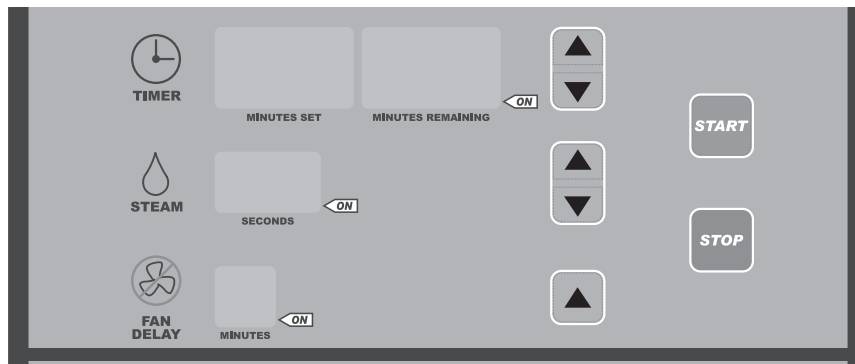 TIMER
MINUTES SET
MINUTES REMAINING
ON
START
STEAM
SECONDS
ON
STOP
FAN
DELAY
MINUTES
ON